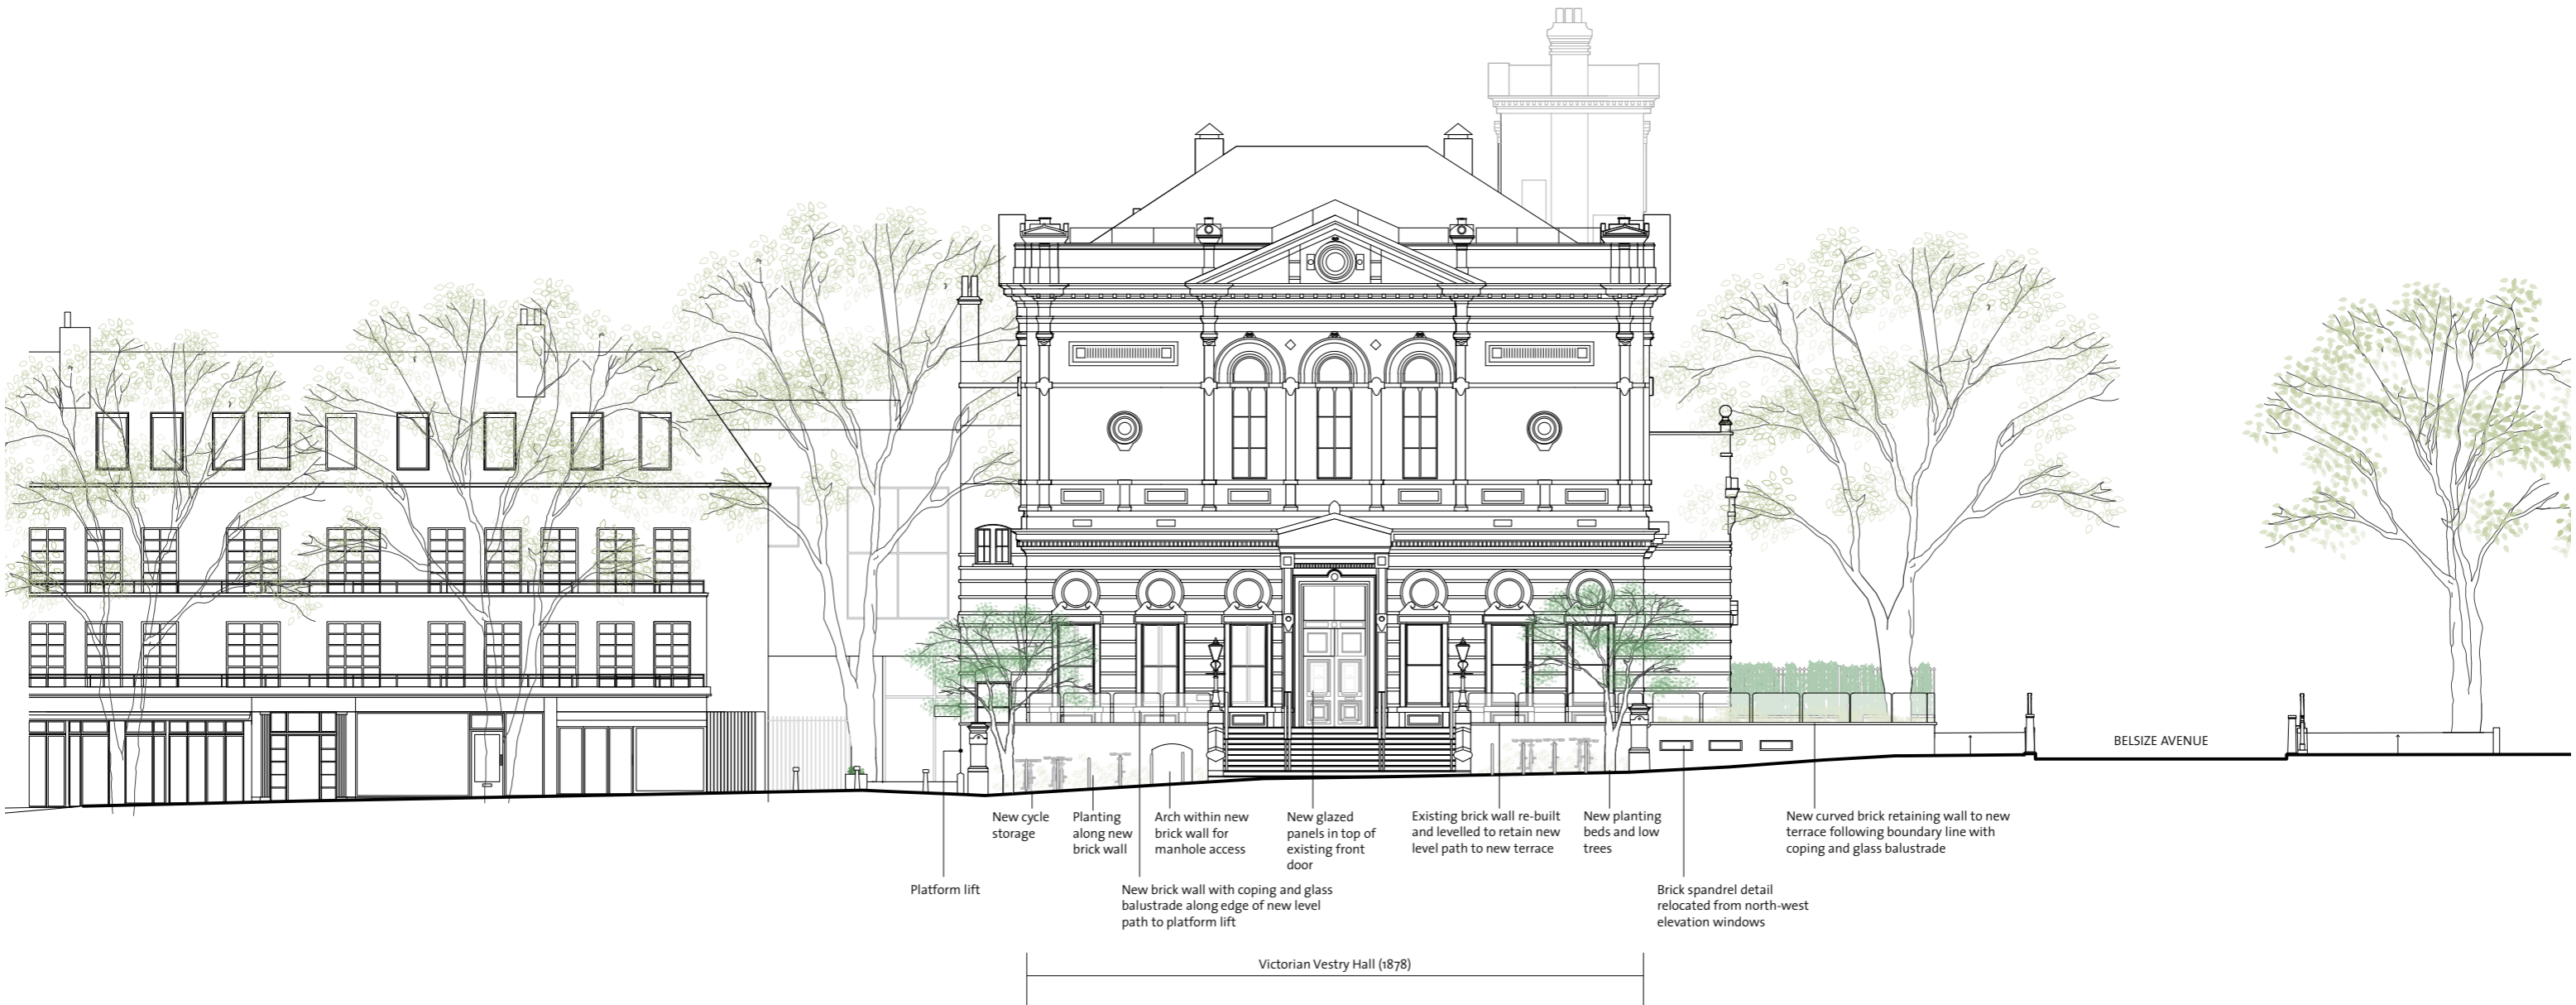 BELSIZE AVENUE
New cycle
storage
Planting
along new
brick wall
Arch within new
brick wall for
manhole access
New glazed
panels in top of
existing front
door
Existing brick wall re-built
and levelled to retain new
level path to new terrace
New planting
beds and low
trees
New curved brick retaining wall to new
terrace following boundary line with
coping and glass balustrade
Platform lift
New brick wall with coping and glass
balustrade along edge of new level
path to platform lift
Brick spandrel detail
relocated from north-west
elevation windows
Victorian Vestry Hall (1878)